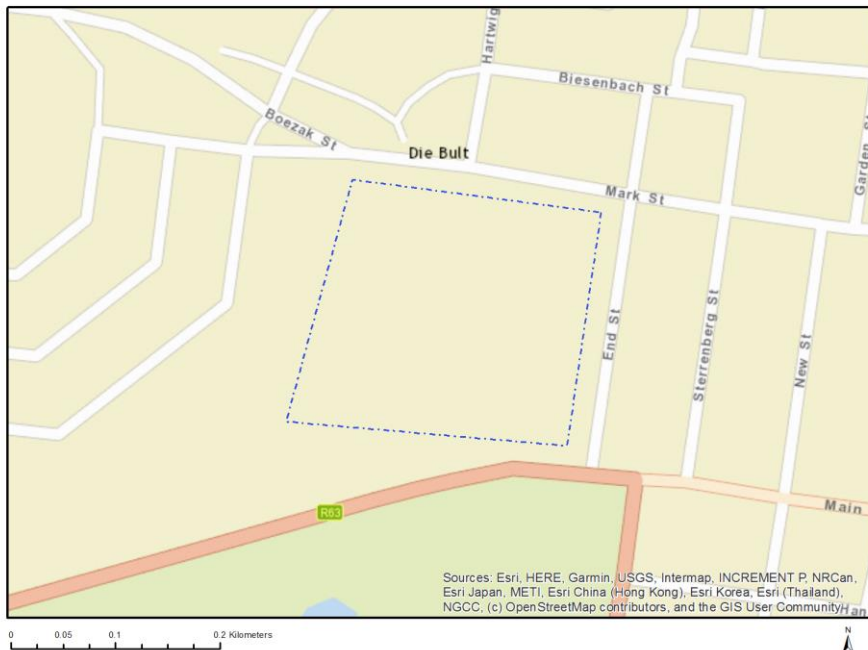 Hartwig
Biesenbach St
Boezak St
Die Bult
Garden St
Mark St
End St
Sterrenberg St
New St
R63
Main
Sources: Esri, HERE, Garmin, USGS, Intermap, INCREMENT P, NRCan,
Esri Japan, METI, Esri China (Hong Kong), Esri Korea, Esri (Thailand),
NGCC, (c) OpenStreetMap contributors, and the GIS User Community
Han
0 0.05 0.1 0.2 Kilometers
N